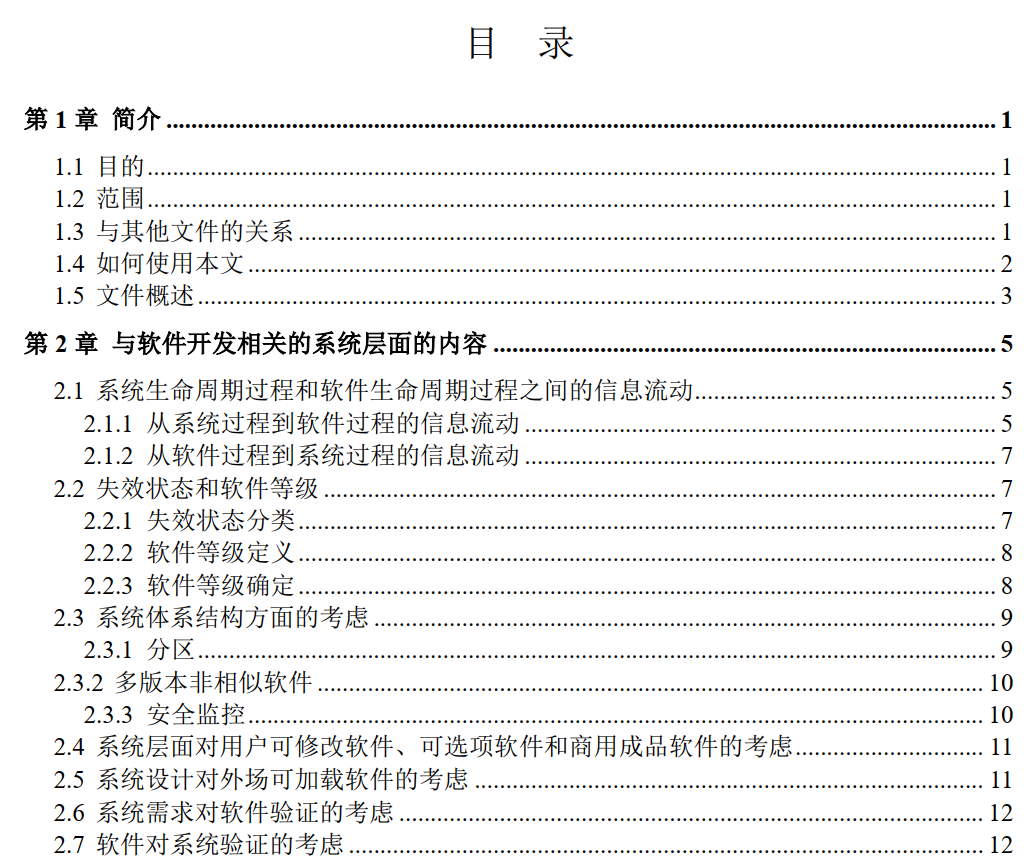 目 录
第 1 章 简介 ........ 1
1.1 目的 ........ 1
1.2 范围 ........ 1
1.3 与其他文件的关系 ........ 1
1.4 如何使用本文 ........ 2
1.5 文件概述 ........ 3
第 2 章 与软件开发相关的系统层面的内容 ........ 5
2.1 系统生命周期过程和软件生命周期过程之间的信息流动 ........ 5
2.1.1 从系统过程到软件过程的信息流动 ........ 5
2.1.2 从软件过程到系统过程的信息流动 ........ 7
2.2 失效状态和软件等级 ........ 7
2.2.1 失效状态分类 ........ 7
2.2.2 软件等级定义 ........ 8
2.2.3 软件等级确定 ........ 8
2.3 系统体系结构方面的考虑 ........ 9
2.3.1 分区 ........ 9
2.3.2 多版本非相似软件 ........ 10
2.3.3 安全监控 ........ 10
2.4 系统层面对用户可修改软件、可选项软件和商用成品软件的考虑 ........ 11
2.5 系统设计对外场可加载软件的考虑 ........ 11
2.6 系统需求对软件验证的考虑 ........ 12
2.7 软件对系统验证的考虑 ........ 12